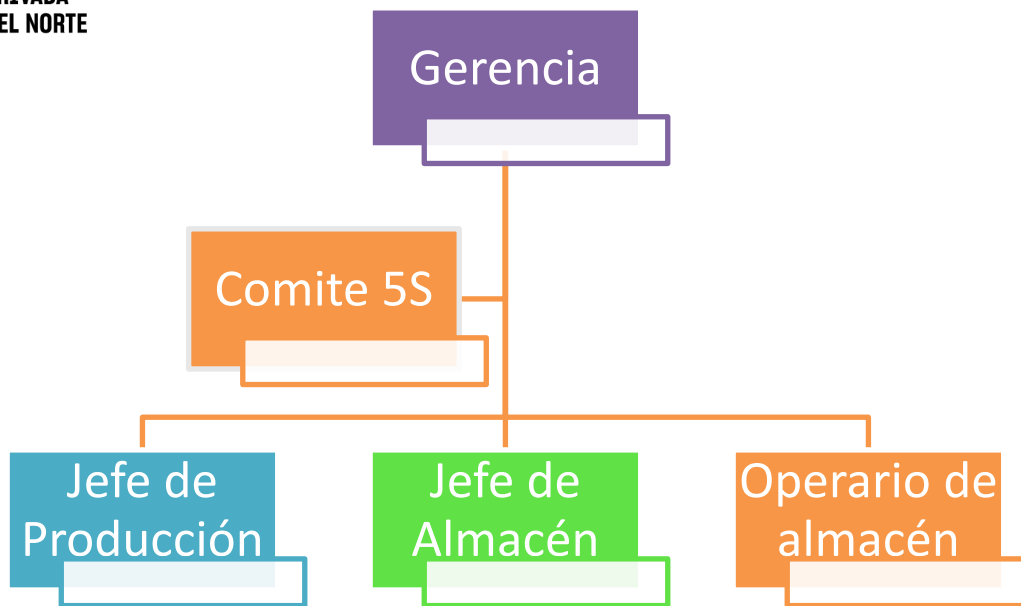 EL NORTE
Gerencia
Comite 5S
Jefe de
Producción
Jefe de
Almacén
Operario de
almacén